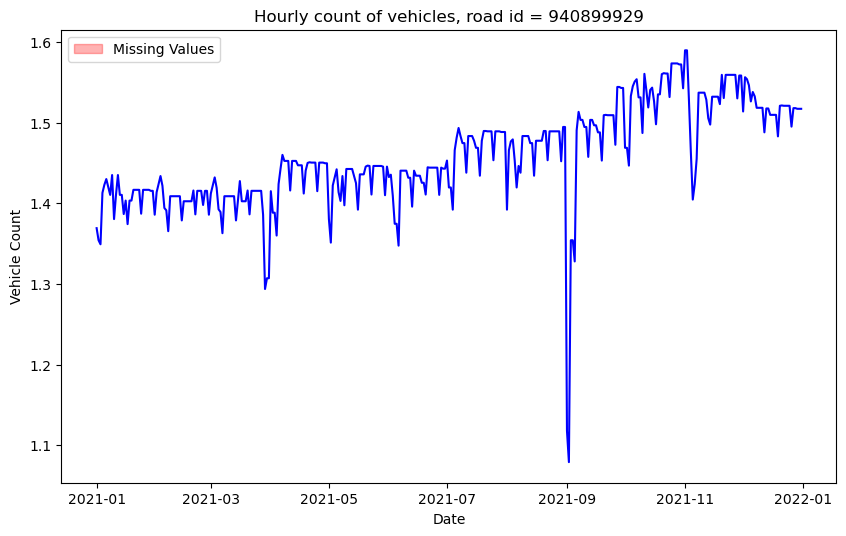 Hourly count of vehicles, road id = 940899929
Missing Values
Vehicle Count
1.6
1.5
1.4
1.3
1.2
1.1
2021-01 2021-03 2021-05 2021-07 2021-09 2021-11 2022-01
Date